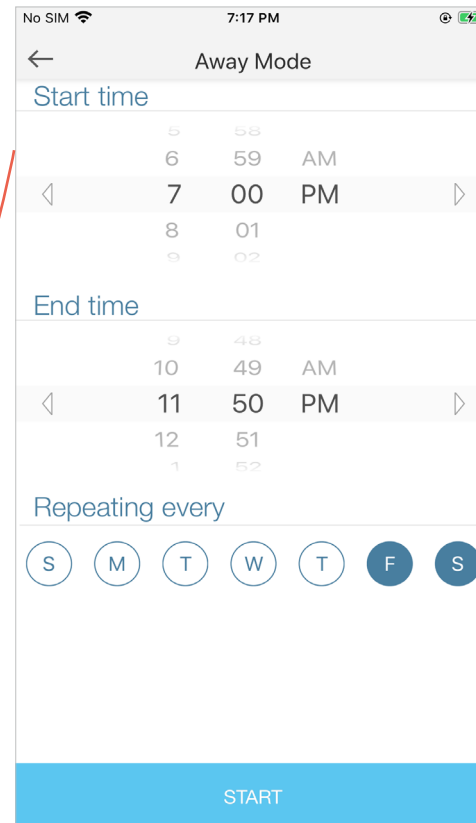 No SIM 7:17 PM
Away Mode
Start time
5 58
6 59 AM
7 00 PM
8 01
9 02
End time
9 48
10 49 AM
11 50 PM
12 51
1 52
Repeating every
S M T W T F S
START